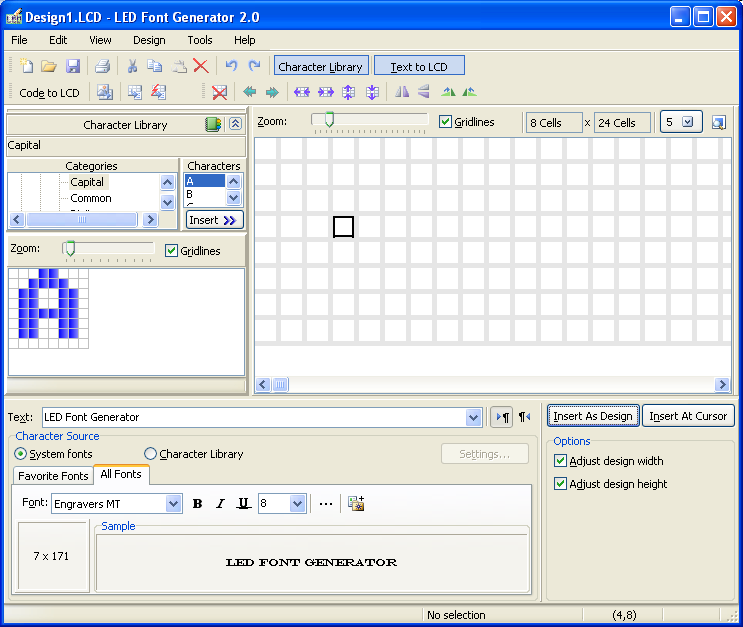 Design1.LCD - LED Font Generator 2.0
File Edit View Design Tools Help
Character Library Text to LCD
Code to LCD
Character Library
Zoom: Gridlines 8 Cells x 24 Cells 5
Capital
Categories Characters
Capital A
Common B
Insert
Zoom: Gridlines
Text: LED Font Generator ¶ ¶ Insert As Design Insert At Cursor
Character Source Options
System fonts Character Library Settings... Adjust design width
Favorite Fonts All Fonts Adjust design height
Font: Engravers MT B I U 8 ...
Sample
7 x 171 LED FONT GENERATOR
No selection (4,8)